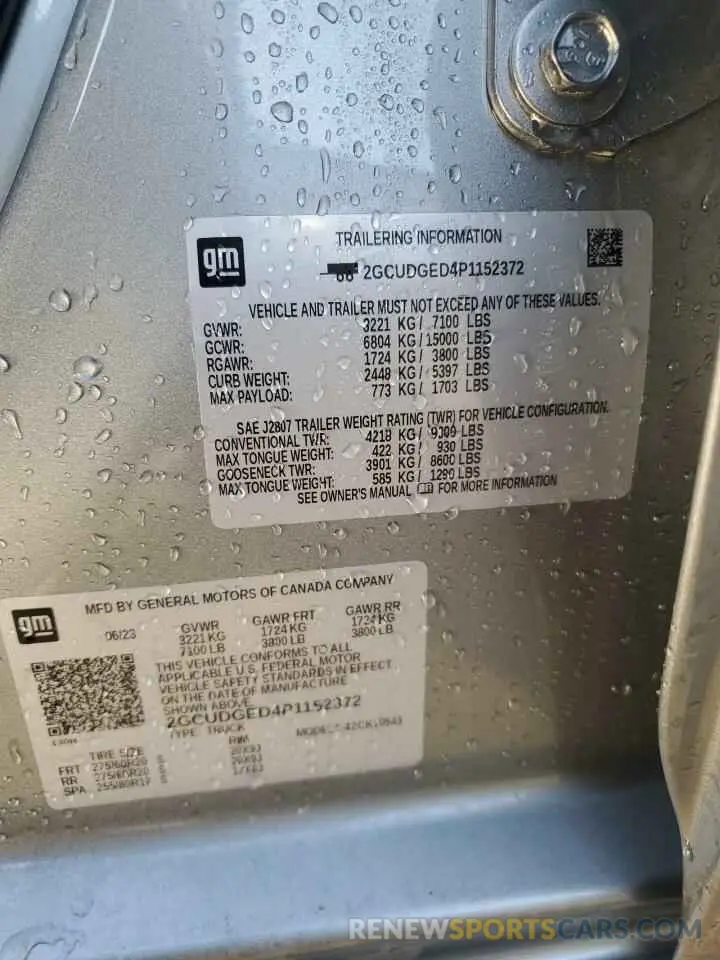 gm
TRAILERING INFORMATION
2GCUDGED4P1152372
VEHICLE AND TRAILER MUST NOT EXCEED ANY OF THESE VALUES.
GVWR: 3221 KG/ 7100 LBS
GCWR: 6804 KG/15000 LBS
RGAWR: 1724 KG/ 3800 LBS
CURB WEIGHT: 2448 KG/ 5397 LBS
MAX PAYLOAD: 773 KG/ 1703 LBS
SAE J2807 TRAILER WEIGHT RATING (TWR) FOR VEHICLE CONFIGURATION.
CONVENTIONAL TWR: 4218 KG/ LBS
MAX TONGUE WEIGHT: 422 KG/ 930 LBS
GOOSENECK TWR: 3901 KG/ 8600 LBS
MAX TONGUE WEIGHT: 585 KG/ 1290 LBS
SEE OWNER'S MANUAL FOR MORE INFORMATION
gm
MFD BY GENERAL MOTORS OF CANADA COMPANY
06/23 GVWR GAWR FRT GAWR RR
3221 KG 1724 KG 1724 KG
7100 LB 3800 LB 3800 LB
THIS VEHICLE CONFORMS TO ALL
APPLICABLE U.S. FEDERAL MOTOR
VEHICLE SAFETY STANDARDS IN EFFECT
ON THE DATE OF MANUFACTURE
SHOWN ABOVE.
2GCUDGED4P1152372
TYPE: TRUCK
TIRE SIZE RIM
FRT 275/60R20 S 20X9J
RR 275/60R20 S 20X9J
SPA
RENEWSPORTSCARS.COM